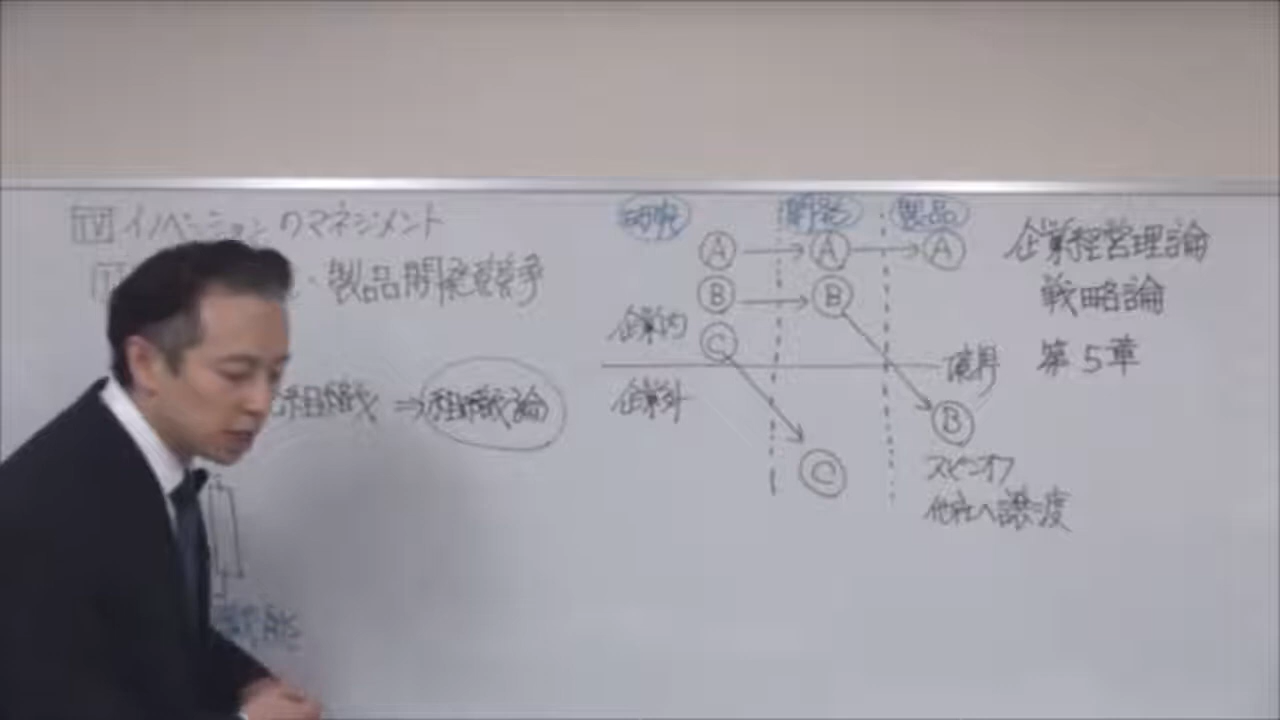 IV イノベーションのマネジメント
・製品開発競争
組織 ⇒ 組織論
研究 開発 製品
A → A → A
B → B
企業内
C
企業外
境界
B
C
スピンオフ
他社へ譲渡
企業経営理論
戦略論
第5章
機能